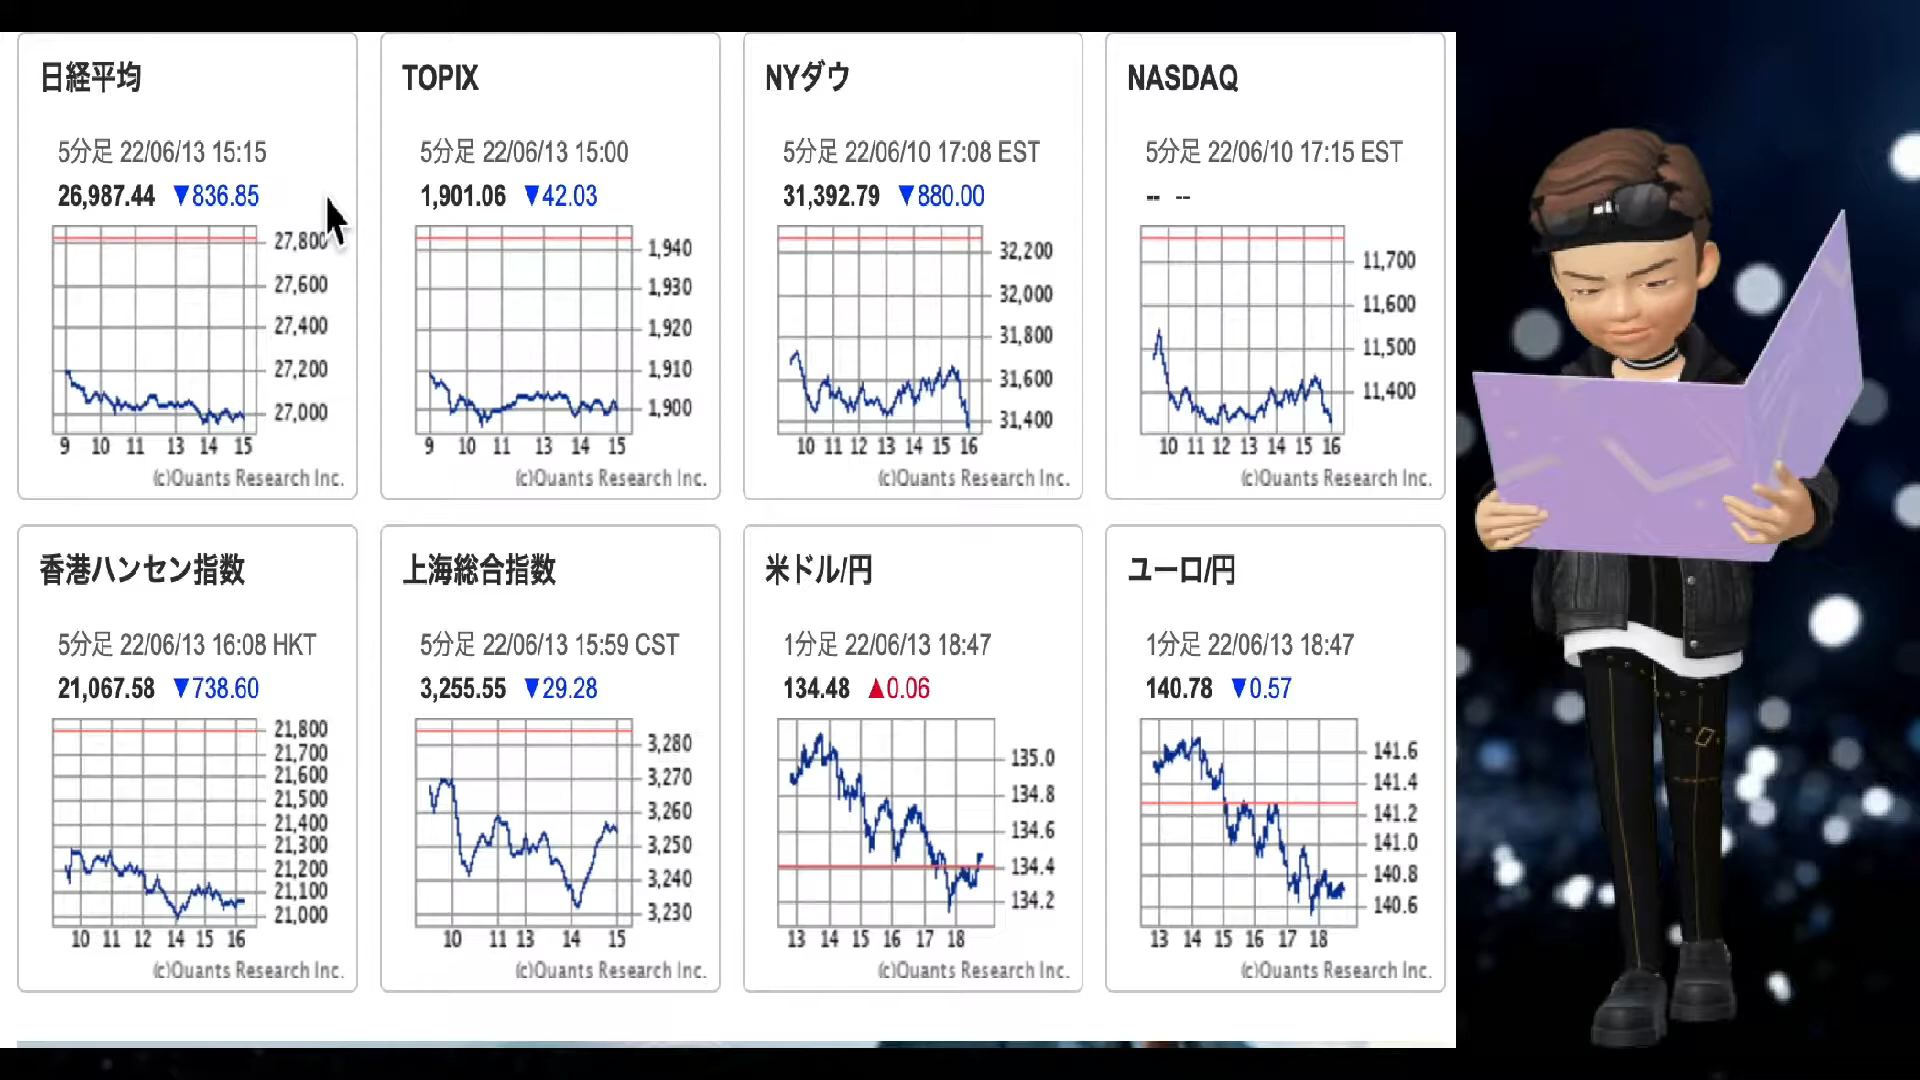 日経平均
5分足 22/06/13 15:15
26,987.44 ▼836.85
27,800
27,600
27,400
27,200
27,000
9 10 11 13 14 15
(c)Quants Research Inc.
TOPIX
5分足 22/06/13 15:00
1,901.06 ▼42.03
1,940
1,930
1,920
1,910
1,900
9 10 11 13 14 15
(c)Quants Research Inc.
NYダウ
5分足 22/06/10 17:08 EST
31,392.79 ▼880.00
32,200
32,000
31,800
31,600
31,400
10 11 12 13 14 15 16
(c)Quants Research Inc.
NASDAQ
5分足 22/06/10 17:15 EST
-- --
11,700
11,600
11,500
11,400
10 11 12 13 14 15 16
(c)Quants Research Inc.
香港ハンセン指数
5分足 22/06/13 16:08 HKT
21,067.58 ▼738.60
21,800
21,700
21,600
21,500
21,400
21,300
21,200
21,100
21,000
10 11 12 14 15 16
(c)Quants Research Inc.
上海総合指数
5分足 22/06/13 15:59 CST
3,255.55 ▼29.28
3,280
3,270
3,260
3,250
3,240
3,230
10 11 13 14 15
(c)Quants Research Inc.
米ドル/円
1分足 22/06/13 18:47
134.48 ▲0.06
135.0
134.8
134.6
134.4
134.2
13 14 15 16 17 18
(c)Quants Research Inc.
ユーロ/円
1分足 22/06/13 18:47
140.78 ▼0.57
141.6
141.4
141.2
141.0
140.8
140.6
13 14 15 16 17 18
(c)Quants Research Inc.